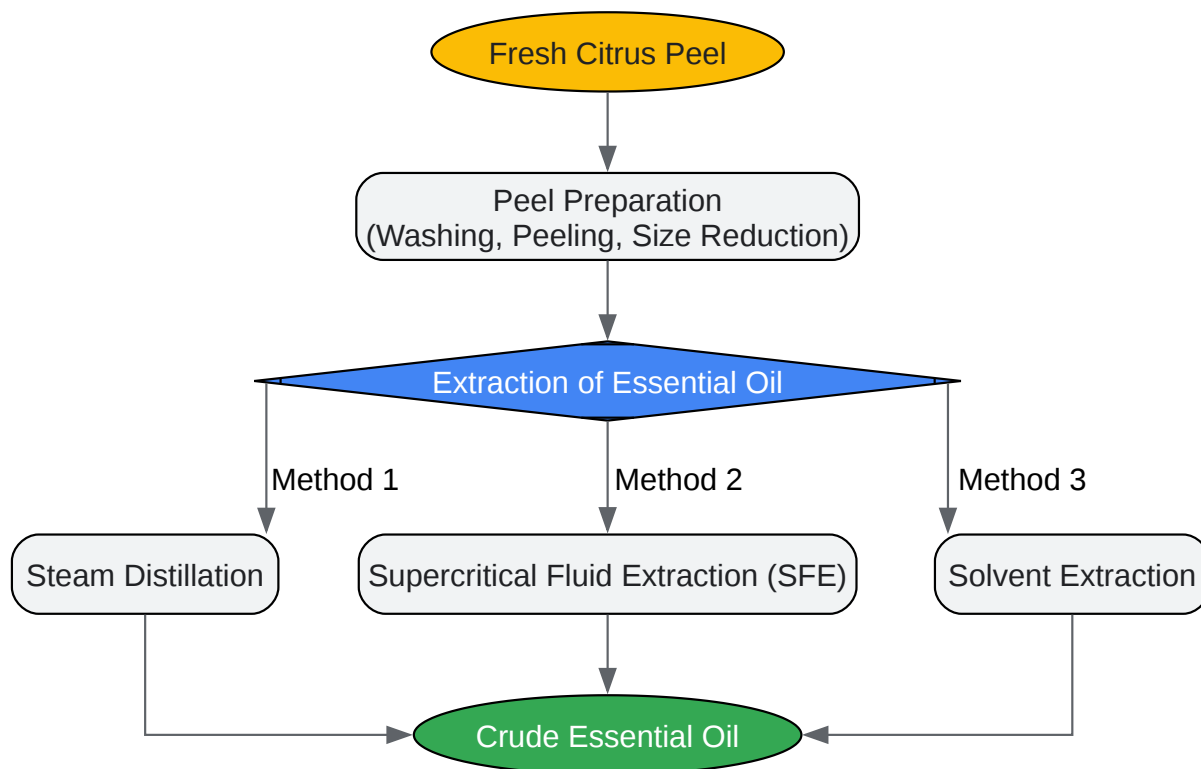 Fresh Citrus Peel
Peel Preparation
(Washing, Peeling, Size Reduction)
Extraction of Essential Oil
Method 1
Method 2
Method 3
Steam Distillation
Supercritical Fluid Extraction (SFE)
Solvent Extraction
Crude Essential Oil